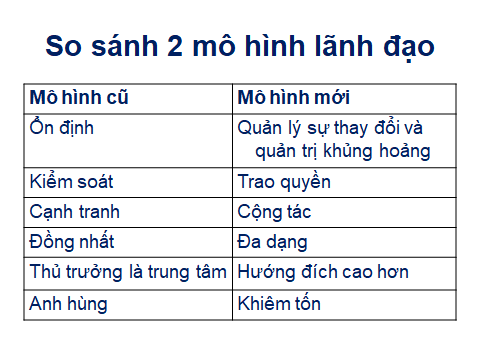 So sánh 2 mô hình lãnh đạo
Mô hình cũ Mô hình mới
Ổn định Quản lý sự thay đổi và
quản trị khủng hoảng
Kiểm soát Trao quyền
Cạnh tranh Cộng tác
Đồng nhất Đa dạng
Thủ trưởng là trung tâm Hướng đích cao hơn
Anh hùng Khiêm tốn